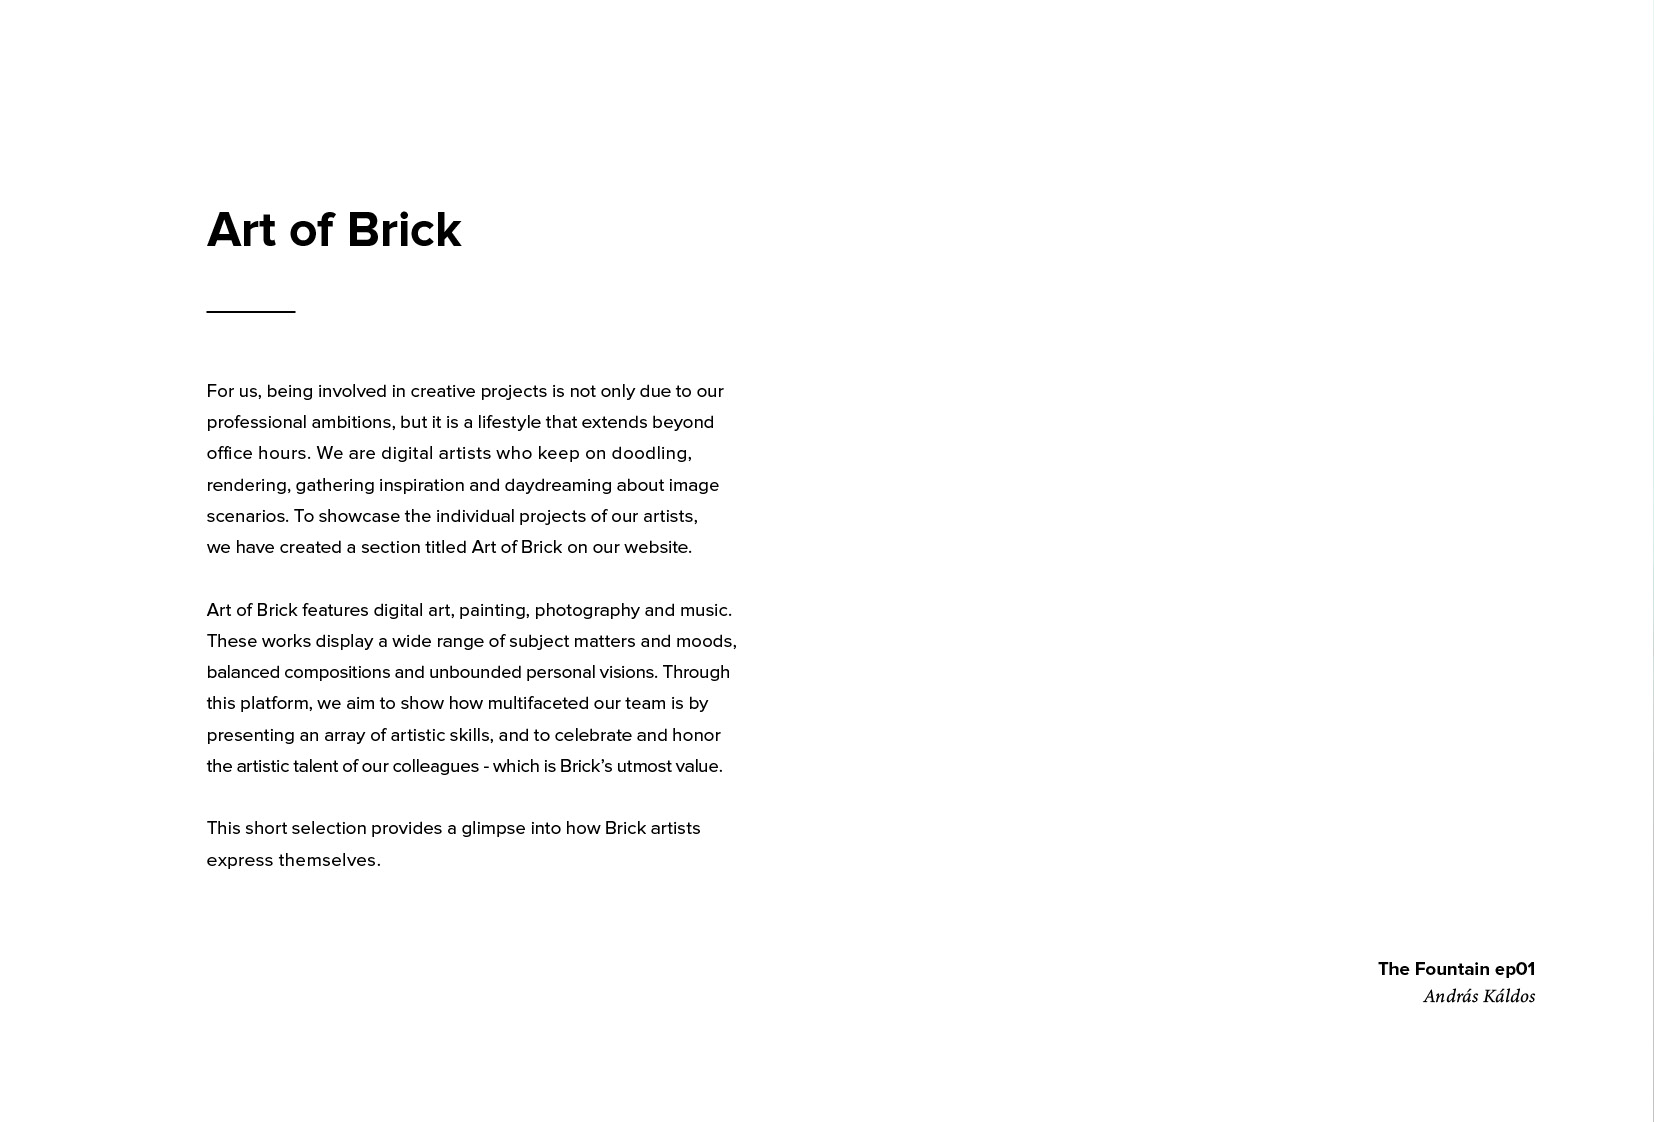 Art of Brick
For us, being involved in creative projects is not only due to our
professional ambitions, but it is a lifestyle that extends beyond
office hours. We are digital artists who keep on doodling,
rendering, gathering inspiration and daydreaming about image
scenarios. To showcase the individual projects of our artists,
we have created a section titled Art of Brick on our website.
Art of Brick features digital art, painting, photography and music.
These works display a wide range of subject matters and moods,
balanced compositions and unbounded personal visions. Through
this platform, we aim to show how multifaceted our team is by
presenting an array of artistic skills, and to celebrate and honor
the artistic talent of our colleagues - which is Brick’s utmost value.
This short selection provides a glimpse into how Brick artists
express themselves.
The Fountain ep01
András Káldos